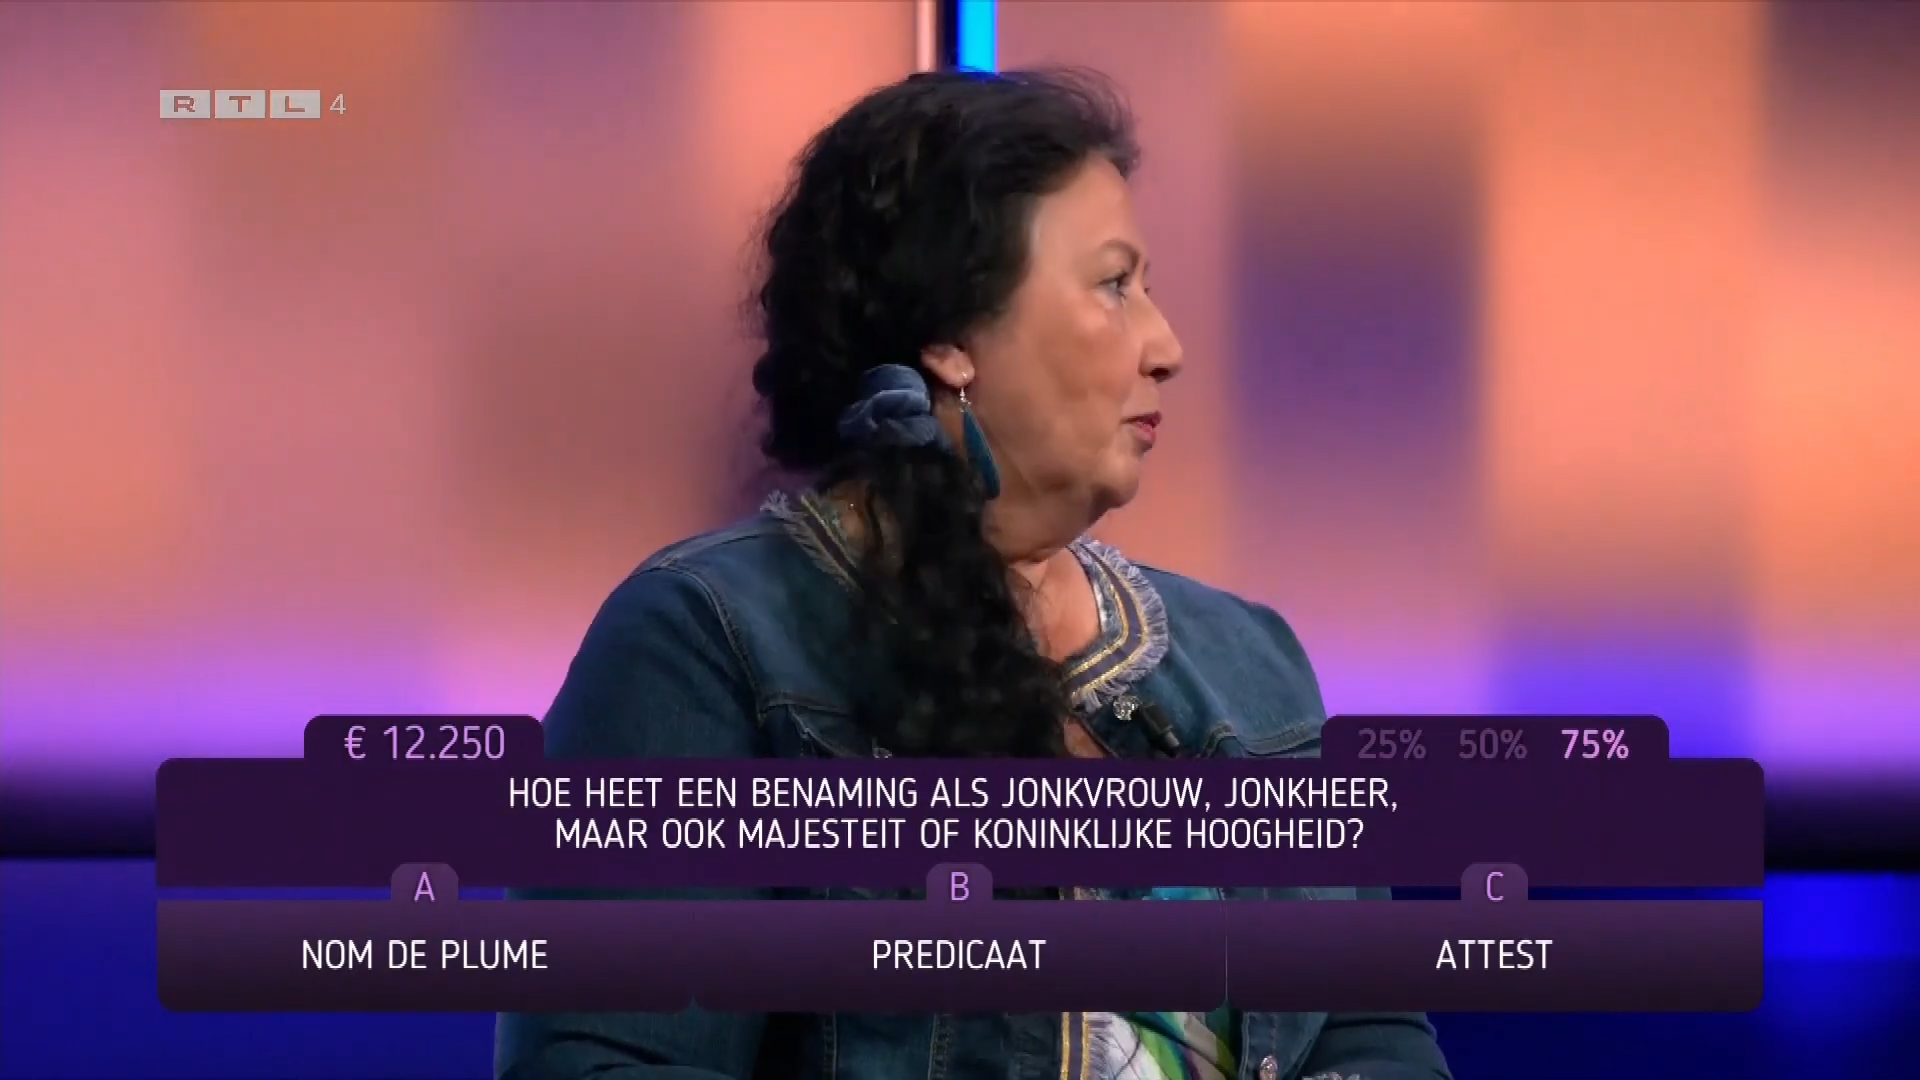 RTL 4
€ 12.250
25% 50% 75%
HOE HEET EEN BENAMING ALS JONKVROUW, JONKHEER,
MAAR OOK MAJESTEIT OF KONINKLIJKE HOOGHEID?
A
B
C
NOM DE PLUME
PREDICAAT
ATTEST